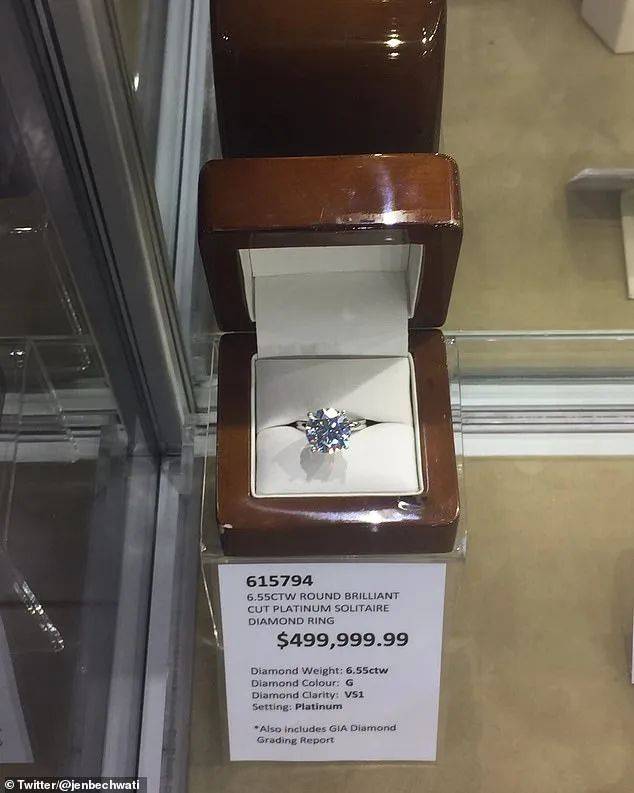 615794
6.55CTW ROUND BRILLIANT
CUT PLATINUM SOLITAIRE
DIAMOND RING
$499,999.99
Diamond Weight: 6.55ctw
Diamond Colour: G
Diamond Clarity: VS1
Setting: Platinum
*Also includes GIA Diamond
Grading Report
© Twitter/@jenbechwati